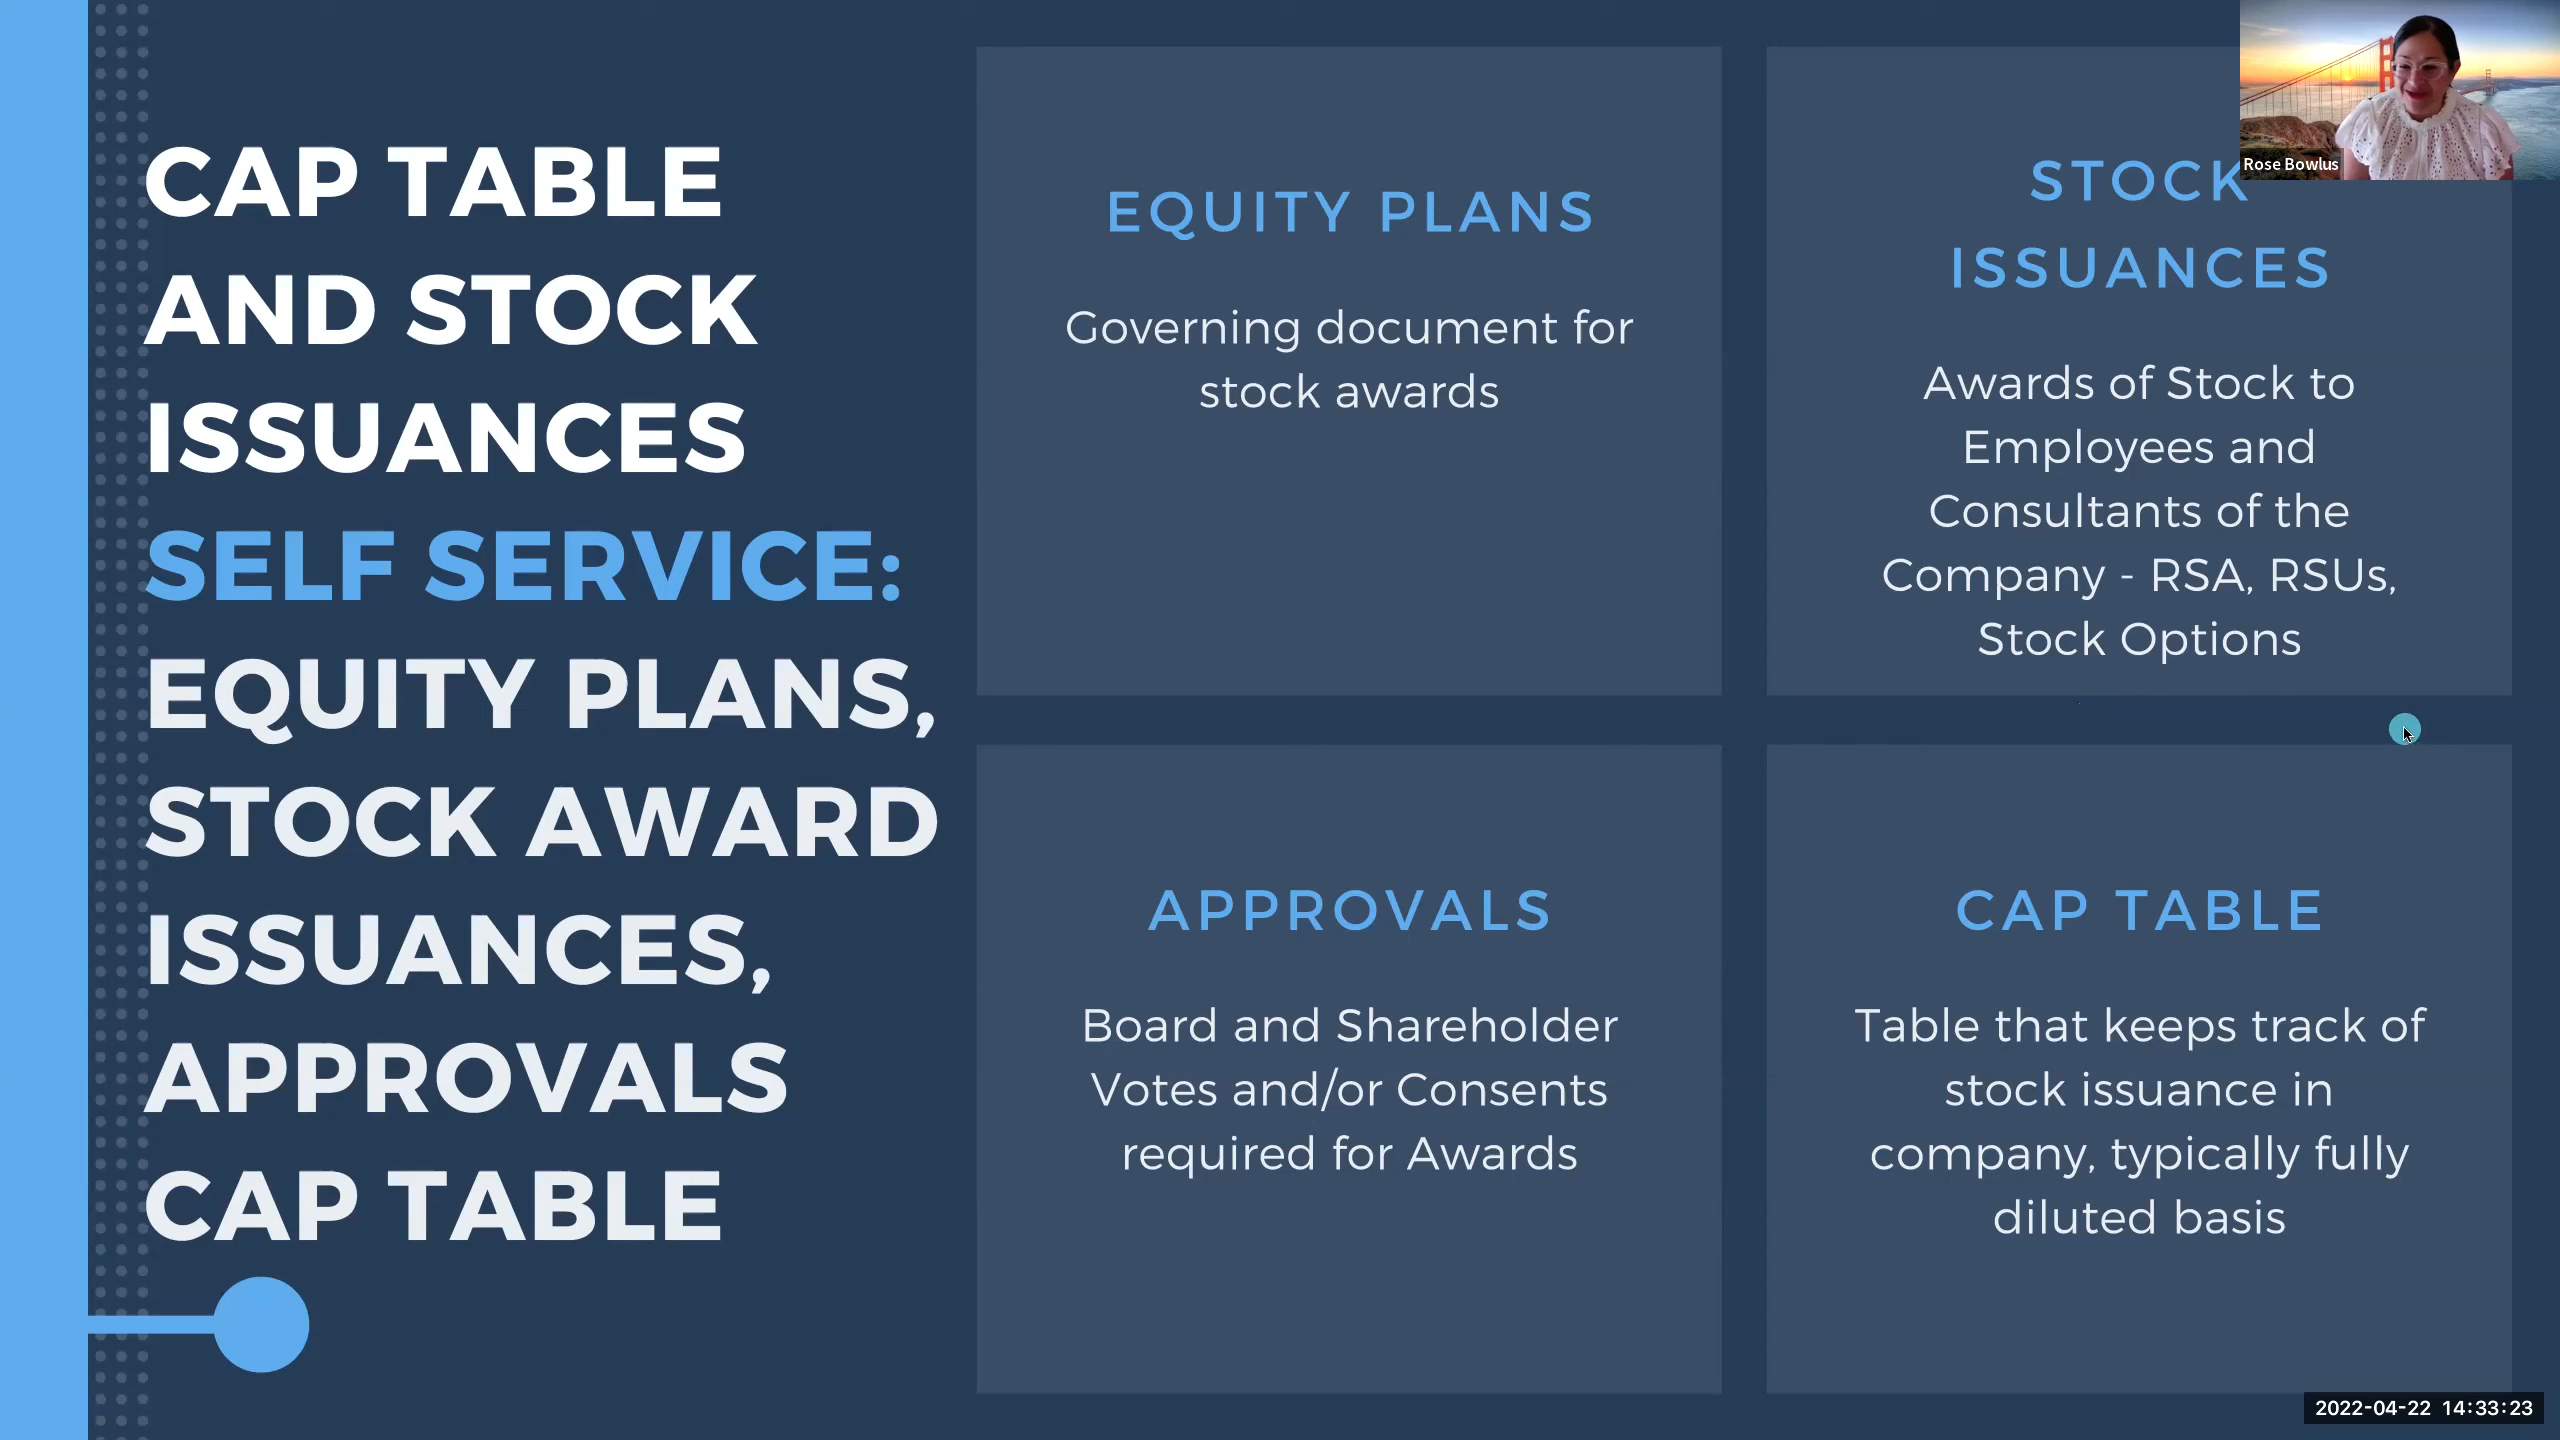 CAP TABLE
AND STOCK
ISSUANCES
SELF SERVICE:
EQUITY PLANS,
STOCK AWARD
ISSUANCES,
APPROVALS
CAP TABLE
EQUITY PLANS
Governing document for
stock awards
STOCK
ISSUANCES
Awards of Stock to
Employees and
Consultants of the
Company - RSA, RSUs,
Stock Options
APPROVALS
Board and Shareholder
Votes and/or Consents
required for Awards
CAP TABLE
Table that keeps track of
stock issuance in
company, typically fully
diluted basis
Rose Bowlus
2022-04-22 14:33:23